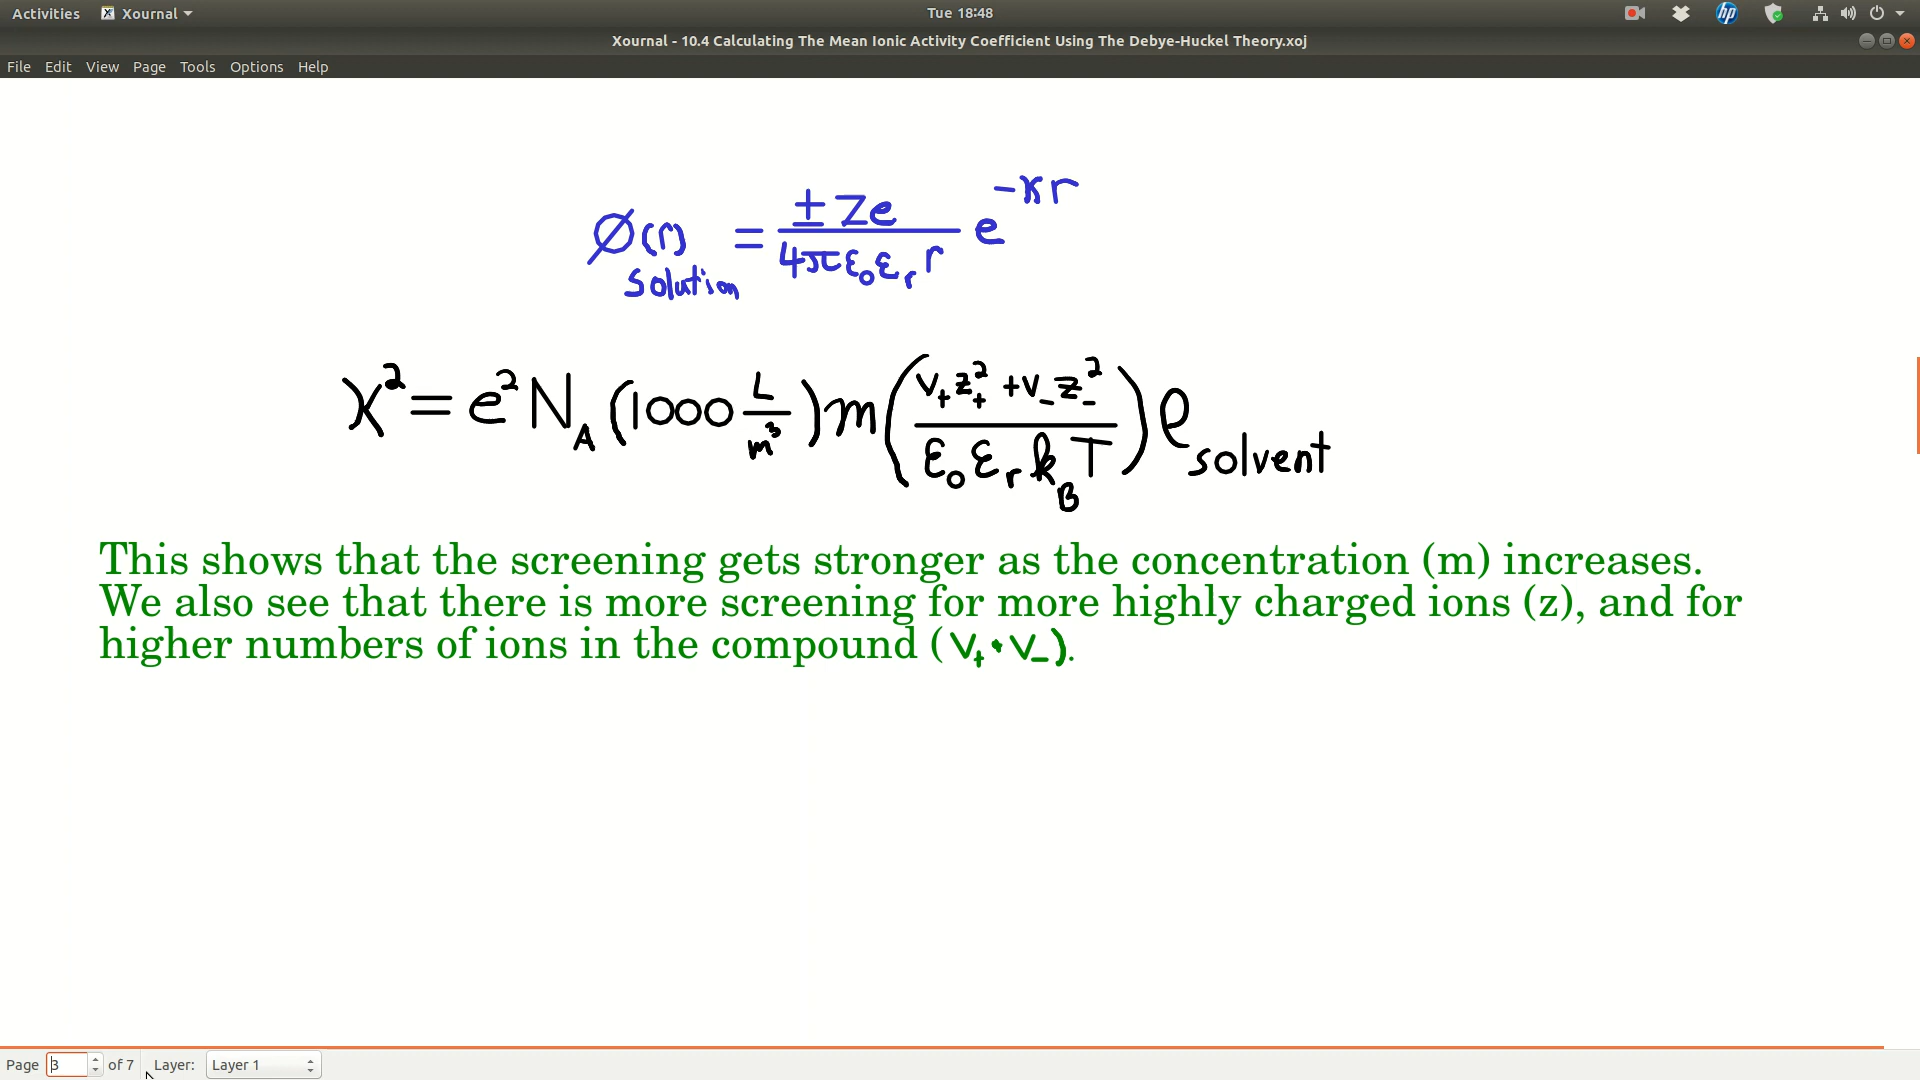 Activities Xournal Tue 18:48
Xournal - 10.4 Calculating The Mean Ionic Activity Coefficient Using The Debye-Huckel Theory.xoj
File Edit View Page Tools Options Help
∅(r) solution = ± ze / 4πε₀εᵣr e^(-κr)
κ² = e² N_A (1000 L/m³) m (ν₊z₊² + ν₋z₋² / ε₀εᵣk_BT) ρ solvent
This shows that the screening gets stronger as the concentration (m) increases.
We also see that there is more screening for more highly charged ions (z), and for
higher numbers of ions in the compound (ν₊ + ν₋).
Page 3 of 7 Layer: Layer 1